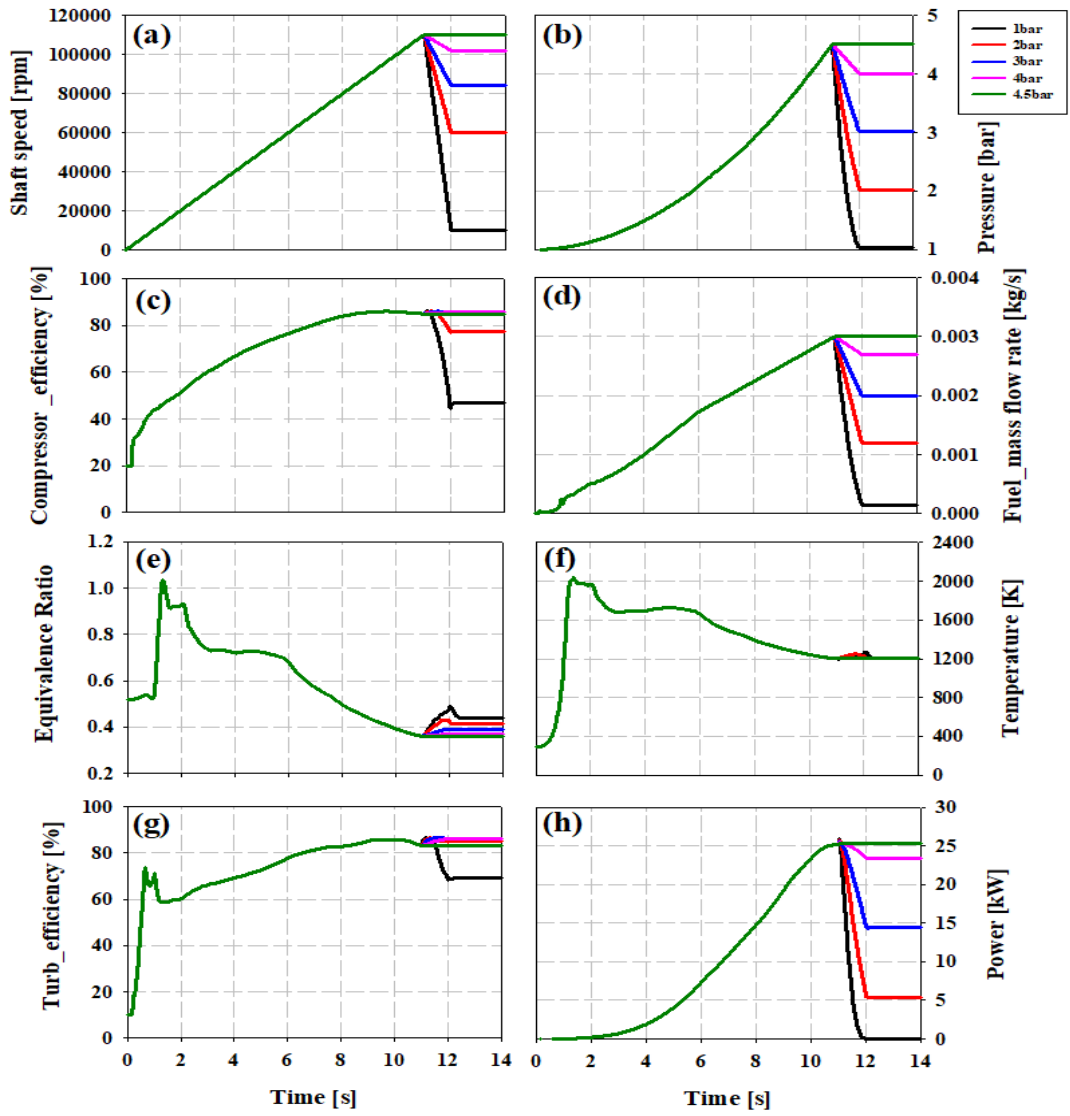 (a)
Shaft speed [rpm]
120000
100000
80000
60000
40000
20000
0
(b)
5
4
3
2
1
Pressure [bar]
1bar
2bar
3bar
4bar
4.5bar
(c)
Compressor _efficiency [%]
100
80
60
40
20
0
(d)
0.004
0.003
0.002
0.001
0.000
Fuel_mass flow rate [kg/s]
(e)
Equivalence Ratio
1.2
1.0
0.8
0.6
0.4
0.2
(f)
2400
2000
1600
1200
800
400
0
Temperature [K]
(g)
Turb_efficiency [%]
100
80
60
40
20
0
0 2 4 6 8 10 12 14
Time [s]
(h)
30
25
20
15
10
5
0
Power [kW]
0 2 4 6 8 10 12 14
Time [s]